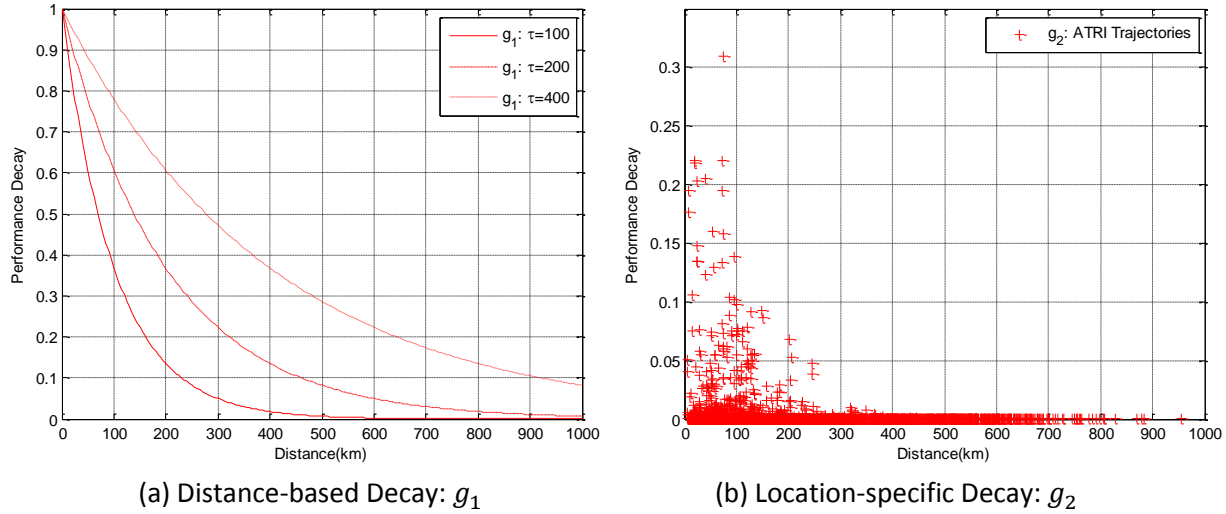 1
0.9
0.8
0.7
0.6
0.5
0.4
0.3
0.2
0.1
0
Performance Decay
0 100 200 300 400 500 600 700 800 900 1000
Distance(km)
g₁: τ=100
g₁: τ=200
g₁: τ=400
(a) Distance-based Decay: g₁
0.3
0.25
0.2
0.15
0.1
0.05
0
Performance Decay
0 100 200 300 400 500 600 700 800 900 1000
Distance(km)
g₂: ATRI Trajectories
(b) Location-specific Decay: g₂